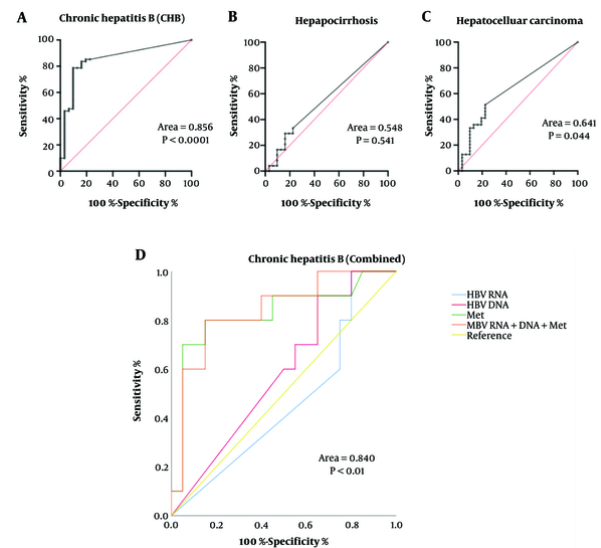 A
Chronic hepatitis B (CHB)
100
80
60
40
20
0
Sensitivity %
Area = 0.856
P < 0.0001
0 20 40 60 80 100
100 %-Specificity %
B
Hepapocirrhosis
100
80
60
40
20
0
Sensitivity %
Area = 0.548
P = 0.541
0 20 40 60 80 100
100 %-Specificity %
C
Hepatocelluar carcinoma
100
80
60
40
20
0
Sensitivity %
Area = 0.641
P = 0.044
0 20 40 60 80 100
100 %-Specificity %
D
Chronic hepatitis B (Combined)
1.0
0.8
0.6
0.4
0.2
0.0
Sensitivity %
Area = 0.840
P < 0.01
0.0 0.2 0.4 0.6 0.8 1.0
100 %-Specificity %
HBV RNA
HBV DNA
Met
MBV RNA + DNA + Met
Reference